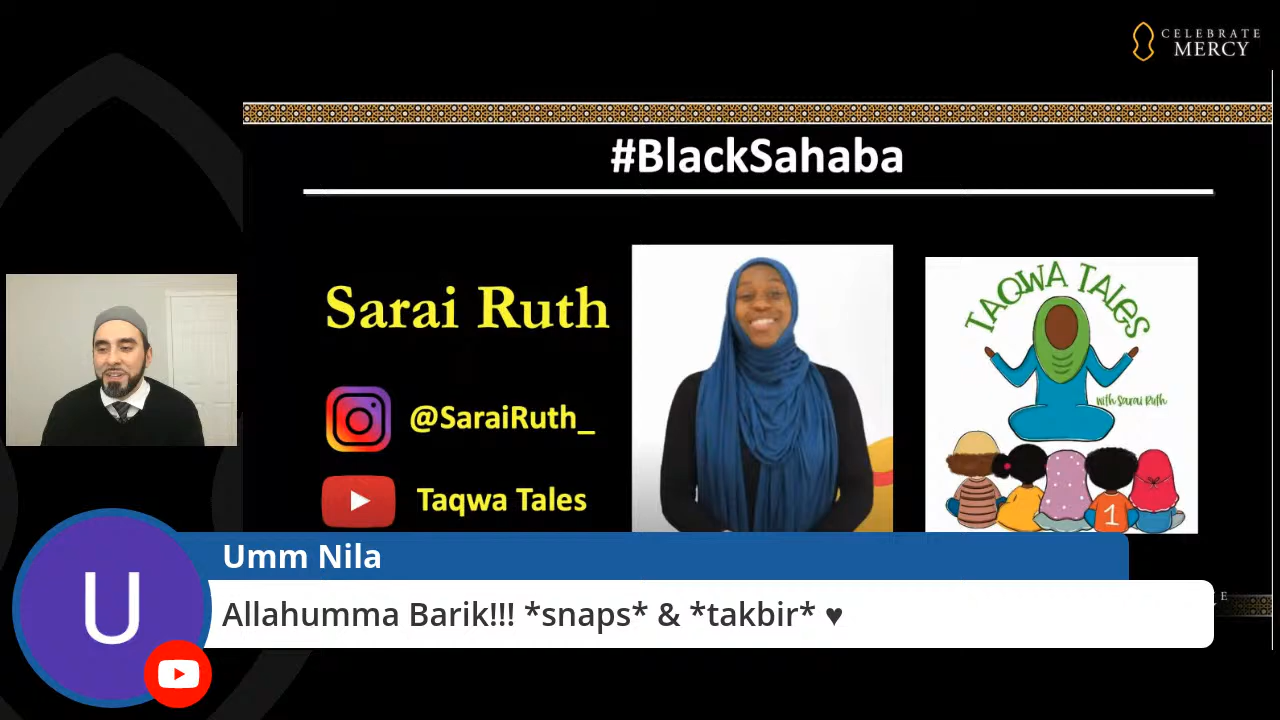 CELEBRATE
MERCY
#BlackSahaba
Sarai Ruth
@SaraiRuth_
Taqwa Tales
TAQWA TALES
with Sarai Ruth
1
Umm Nila
U
Allahumma Barik!!! *snaps* & *takbir* ♥